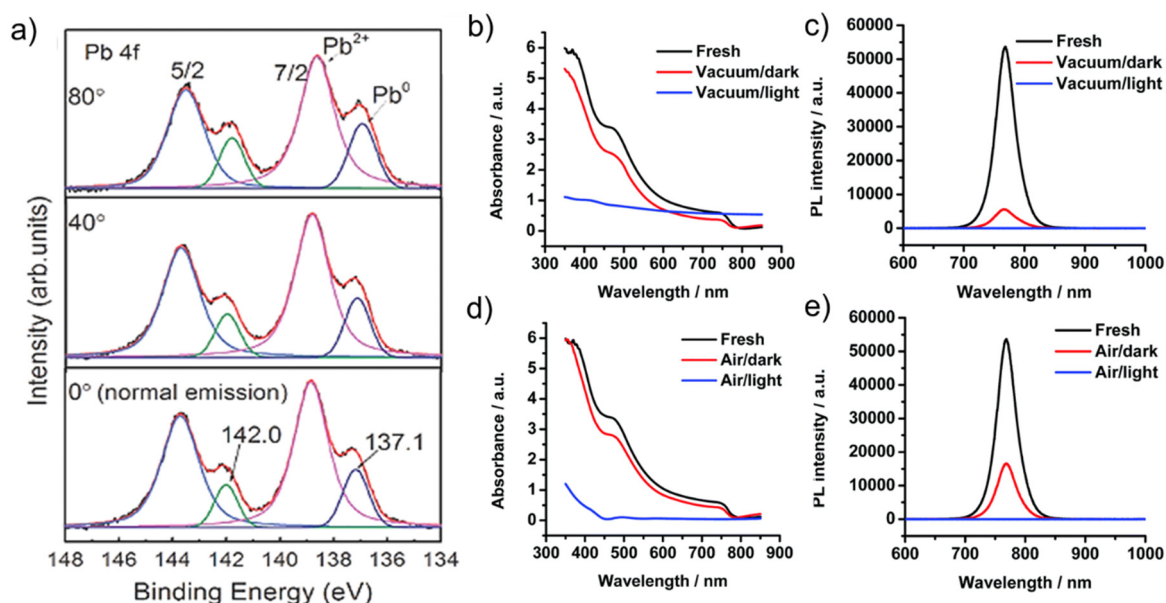 a)
Pb 4f
5/2
7/2
Pb²⁺
Pb⁰
80°
40°
0° (normal emission)
142.0
137.1
Intensity (arb.units)
148 146 144 142 140 138 136 134
Binding Energy (eV)
b)
Fresh
Vacuum/dark
Vacuum/light
6
5
4
3
2
1
0
Absorbance / a.u.
300 400 500 600 700 800 900
Wavelength / nm
c)
Fresh
Vacuum/dark
Vacuum/light
60000
50000
40000
30000
20000
10000
0
PL intensity / a.u.
600 700 800 900 1000
Wavelength / nm
d)
Fresh
Air/dark
Air/light
6
5
4
3
2
1
0
Absorbance / a.u.
300 400 500 600 700 800 900
Wavelength / nm
e)
Fresh
Air/dark
Air/light
60000
50000
40000
30000
20000
10000
0
PL intensity / a.u.
600 700 800 900 1000
Wavelength / nm